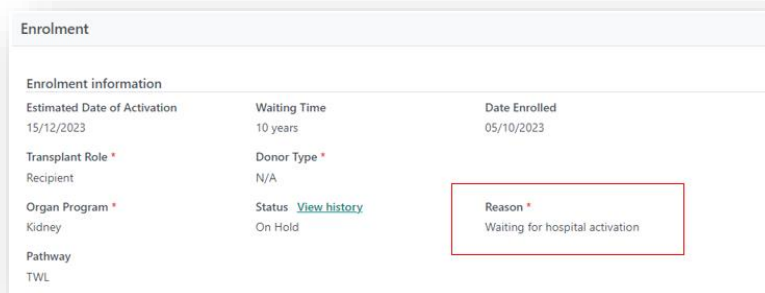 Enrolment
Enrolment information
Estimated Date of Activation Waiting Time Date Enrolled
15/12/2023 10 years 05/10/2023
Transplant Role * Donor Type *
Recipient N/A
Organ Program * Status View history Reason *
Kidney On Hold Waiting for hospital activation
Pathway
TWL